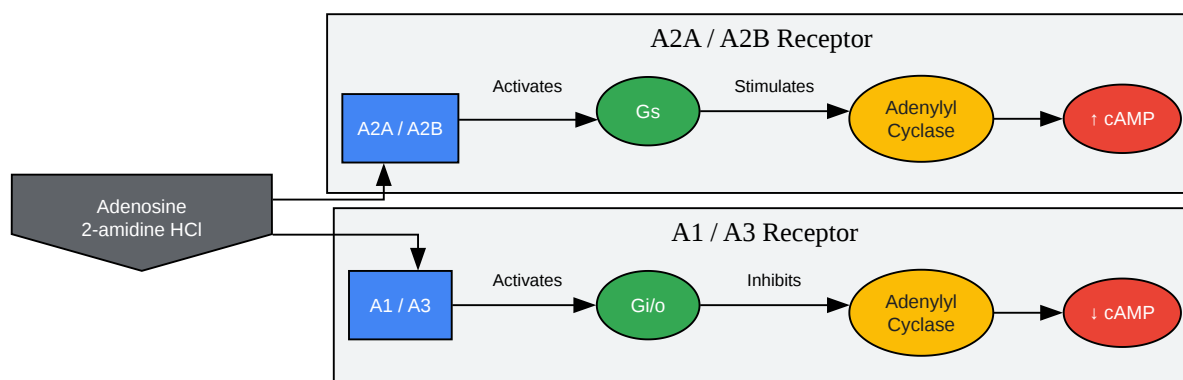 A2A / A2B Receptor
Activates
Stimulates
A2A / A2B
Gs
Adenylyl
Cyclase
↑ cAMP
Adenosine
2-amidine HCl
A1 / A3 Receptor
Activates
Inhibits
A1 / A3
Gi/o
Adenylyl
Cyclase
↓ cAMP